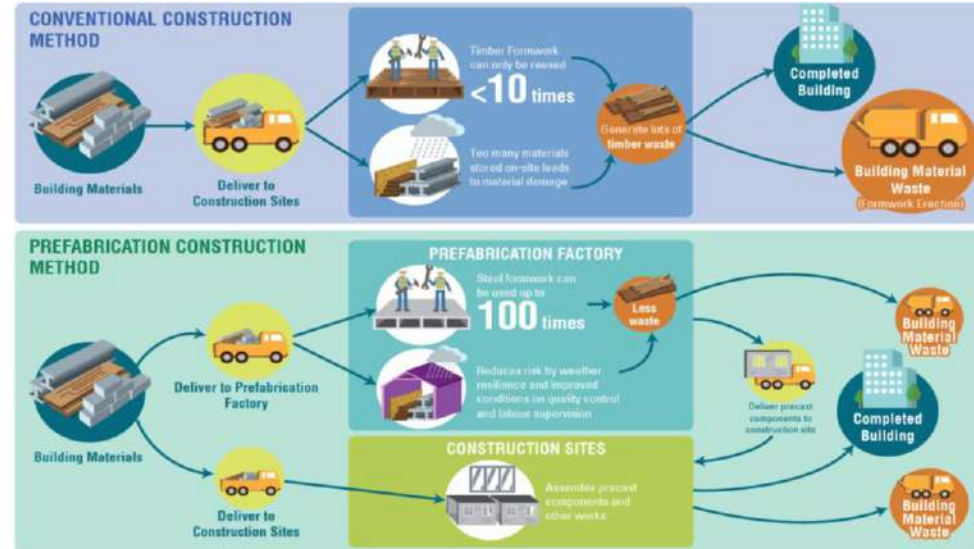 CONVENTIONAL CONSTRUCTION
METHOD
Building Materials
Deliver to
Construction Sites
Timber Formwork
can only be reused
<10 times
Too many materials
stored on-site leads
to material damage
Generate lots of
timber waste
Completed
Building
Building Material
Waste
(Formwork Erection)
PREFABRICATION CONSTRUCTION
METHOD
Building Materials
Deliver to Prefabrication
Factory
Deliver to
Construction Sites
PREFABRICATION FACTORY
Steel formwork can
be used up to
100 times
Reduces risk by weather
resilience and improved
conditions on quality control
and labour supervision
Less
waste
Deliver precast
components to
construction site
CONSTRUCTION SITES
Assemble precast
components and
other works
Building
Material
Waste
Completed
Building
Building
Material
Waste